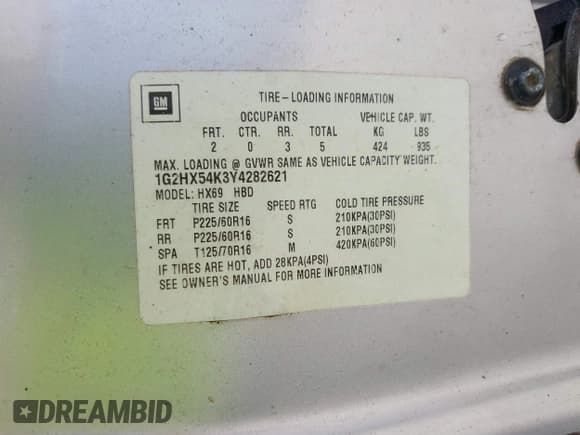 GM
TIRE-LOADING INFORMATION
OCCUPANTS VEHICLE CAP. WT.
FRT. CTR. RR. TOTAL KG LBS
2 0 3 5 424 935
MAX. LOADING @ GVWR SAME AS VEHICLE CAPACITY WEIGHT.
1G2HX54K3Y4282621
MODEL: HX69 HBD
TIRE SIZE SPEED RTG COLD TIRE PRESSURE
FRT P225/60R16 S 210KPA(30PSI)
RR P225/60R16 S 210KPA(30PSI)
SPA T125/70R16 M 420KPA(60PSI)
IF TIRES ARE HOT, ADD 28KPA(4PSI)
SEE OWNER'S MANUAL FOR MORE INFORMATION
DREAMBID